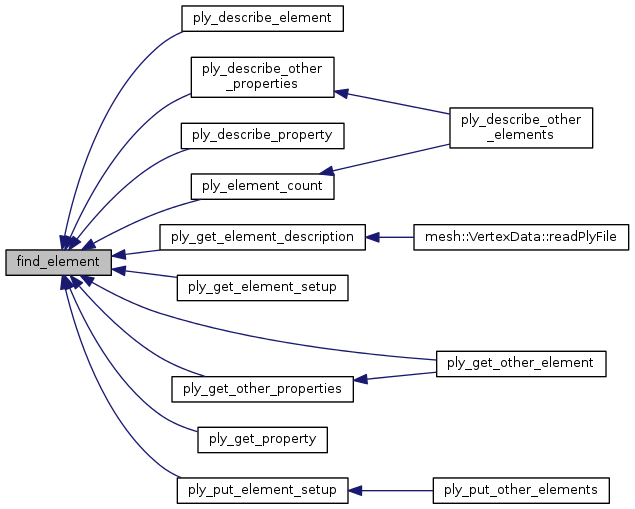 ply_describe_element
ply_describe_other
_properties
ply_describe_other
_elements
ply_describe_property
ply_element_count
ply_get_element_description
mesh::VertexData::readPlyFile
find_element
ply_get_element_setup
ply_get_other_element
ply_get_other_properties
ply_get_property
ply_put_element_setup
ply_put_other_elements